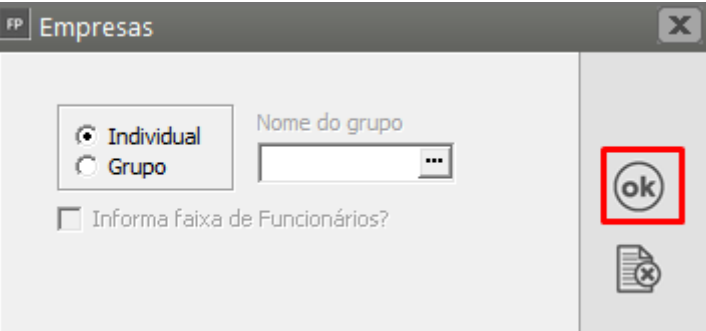 FP Empresas
Individual
Nome do grupo
Grupo
...
Informa faixa de Funcionários?
ok